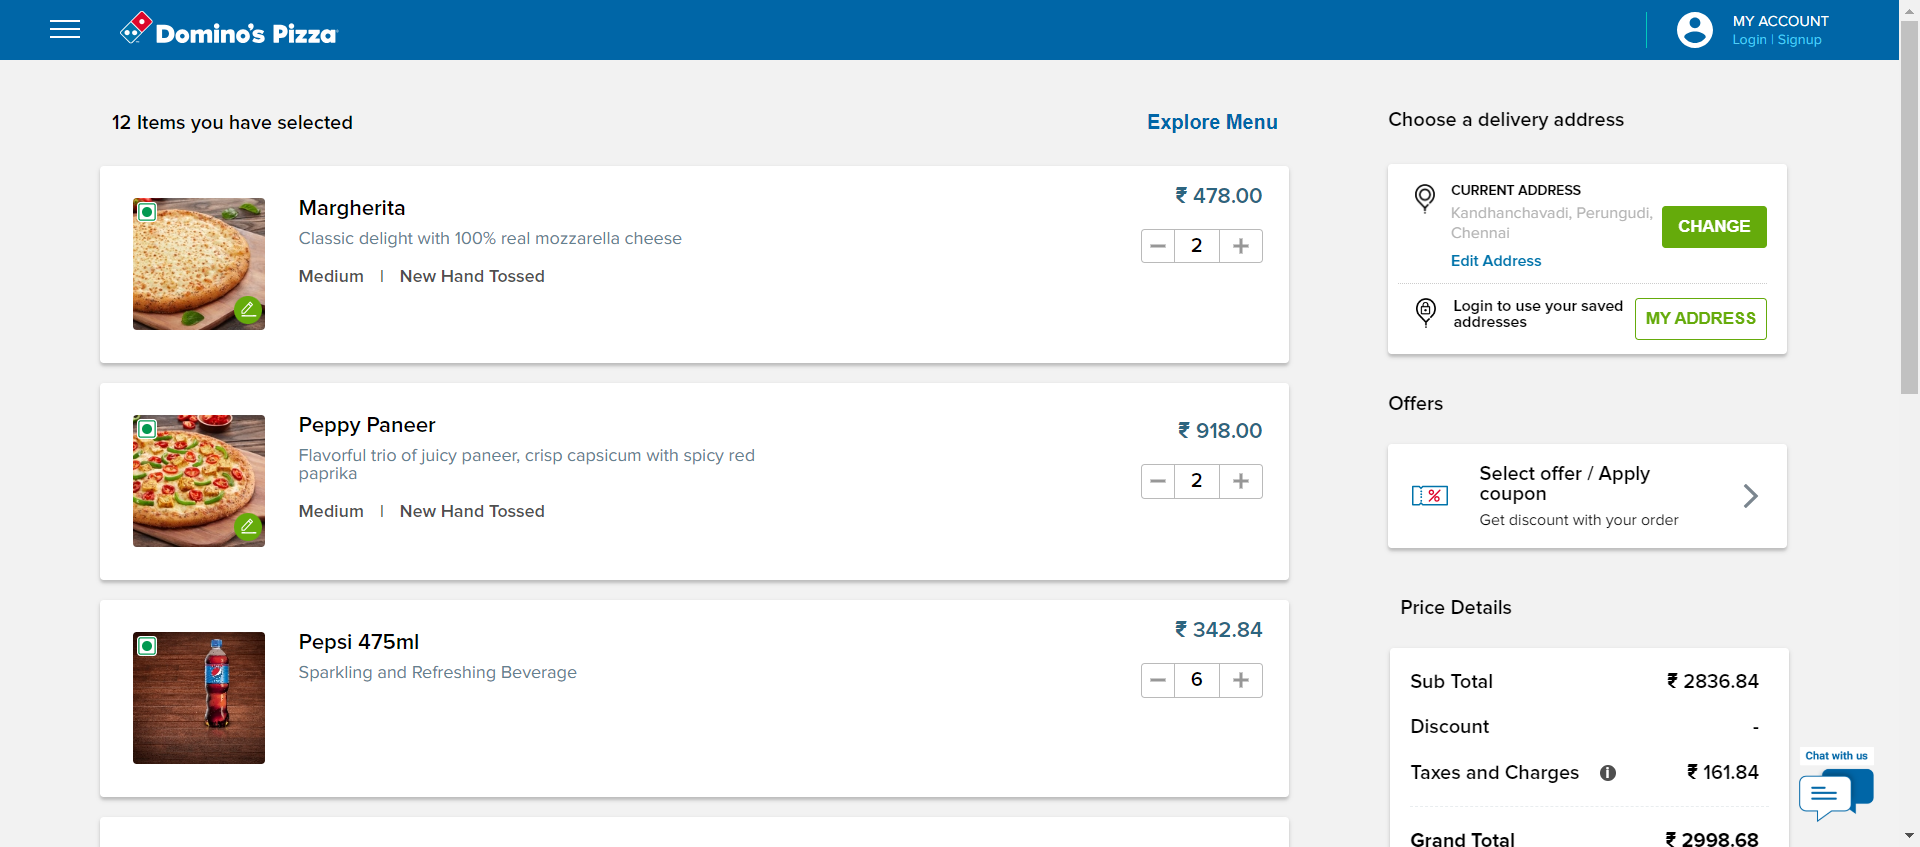 Domino's Pizza
MY ACCOUNT
Login | Signup
12 Items you have selected
Explore Menu
Margherita
Classic delight with 100% real mozzarella cheese
Medium | New Hand Tossed
₹ 478.00
2
Peppy Paneer
Flavorful trio of juicy paneer, crisp capsicum with spicy red
paprika
Medium | New Hand Tossed
₹ 918.00
2
Pepsi 475ml
Sparkling and Refreshing Beverage
₹ 342.84
6
Choose a delivery address
CURRENT ADDRESS
Kandhanchavadi, Perungudi,
Chennai
Edit Address
CHANGE
Login to use your saved
addresses
MY ADDRESS
Offers
Select offer / Apply
coupon
Get discount with your order
Price Details
Sub Total ₹ 2836.84
Discount -
Taxes and Charges ₹ 161.84
Grand Total ₹ 2998.68
Chat with us